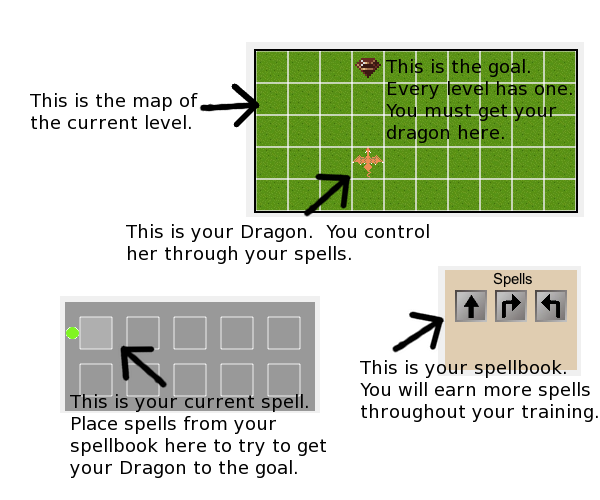 This is the goal.
Every level has one.
You must get your
dragon here.
This is the map of
the current level.
This is your Dragon.  You control
her through your spells.
Spells
This is your spellbook.
You will earn more spells
throughout your training.
This is your current spell.
Place spells from your
spellbook here to try to get
your Dragon to the goal.